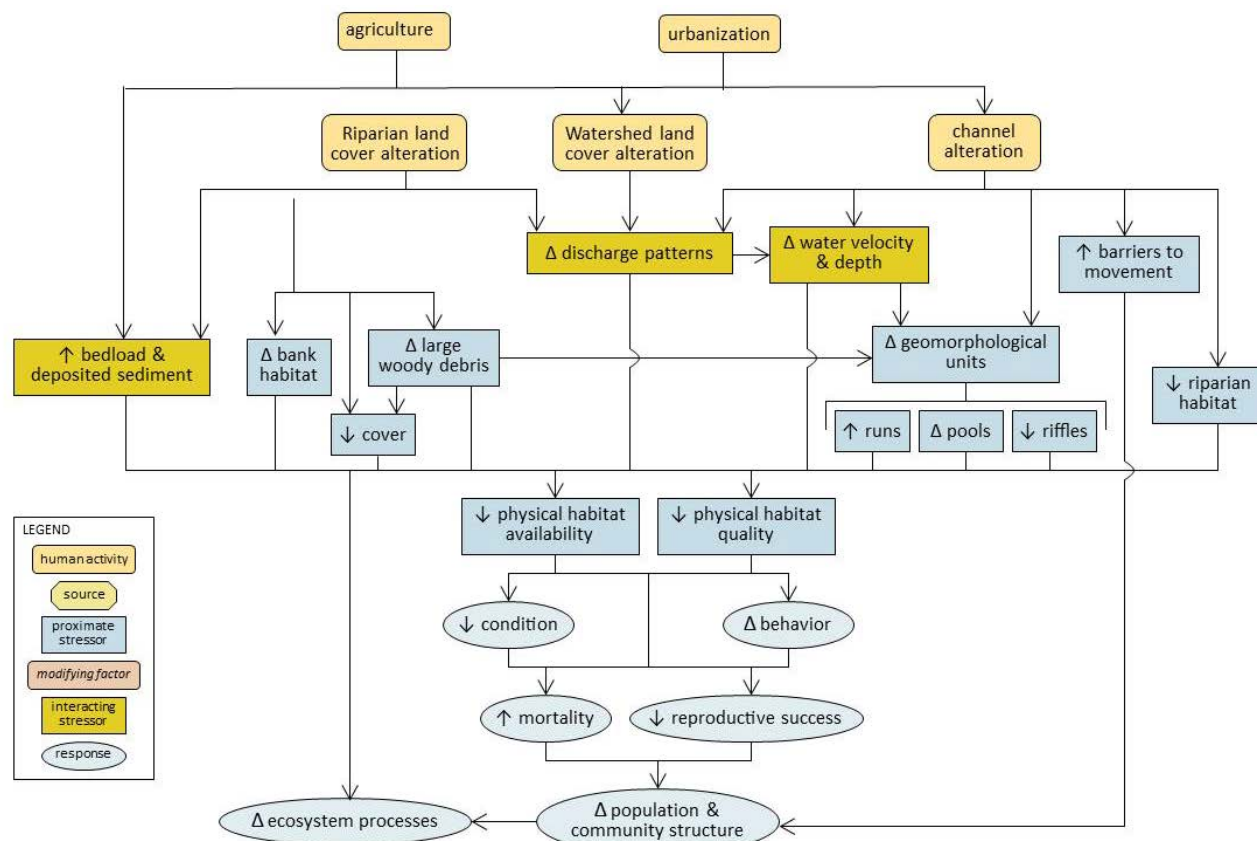 agriculture
urbanization
Riparian land
cover alteration
Watershed land
cover alteration
channel
alteration
Δ discharge patterns
Δ water velocity
& depth
↑ barriers to
movement
↑ bedload &
deposited sediment
Δ bank
habitat
Δ large
woody debris
Δ geomorphological
units
↓ riparian
habitat
↓ cover
↑ runs
Δ pools
↓ riffles
↓ physical habitat
availability
↓ physical habitat
quality
LEGEND
human activity
source
proximate
stressor
modifying factor
interacting
stressor
response
↓ condition
Δ behavior
↑ mortality
↓ reproductive success
Δ ecosystem processes
Δ population &
community structure